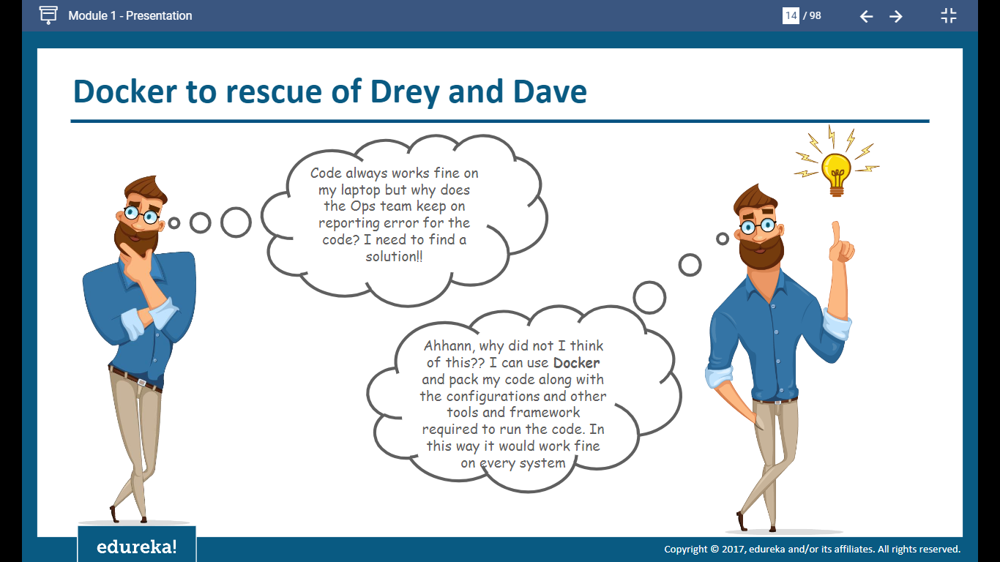 Module 1 - Presentation
14 / 98
Docker to rescue of Drey and Dave
Code always works fine on
my laptop but why does
the Ops team keep on
reporting error for the
code? I need to find a
solution!!
Ahhann, why did not I think
of this?? I can use Docker
and pack my code along with
the configurations and other
tools and framework
required to run the code. In
this way it would work fine
on every system
edureka!
Copyright © 2017, edureka and/or its affiliates. All rights reserved.